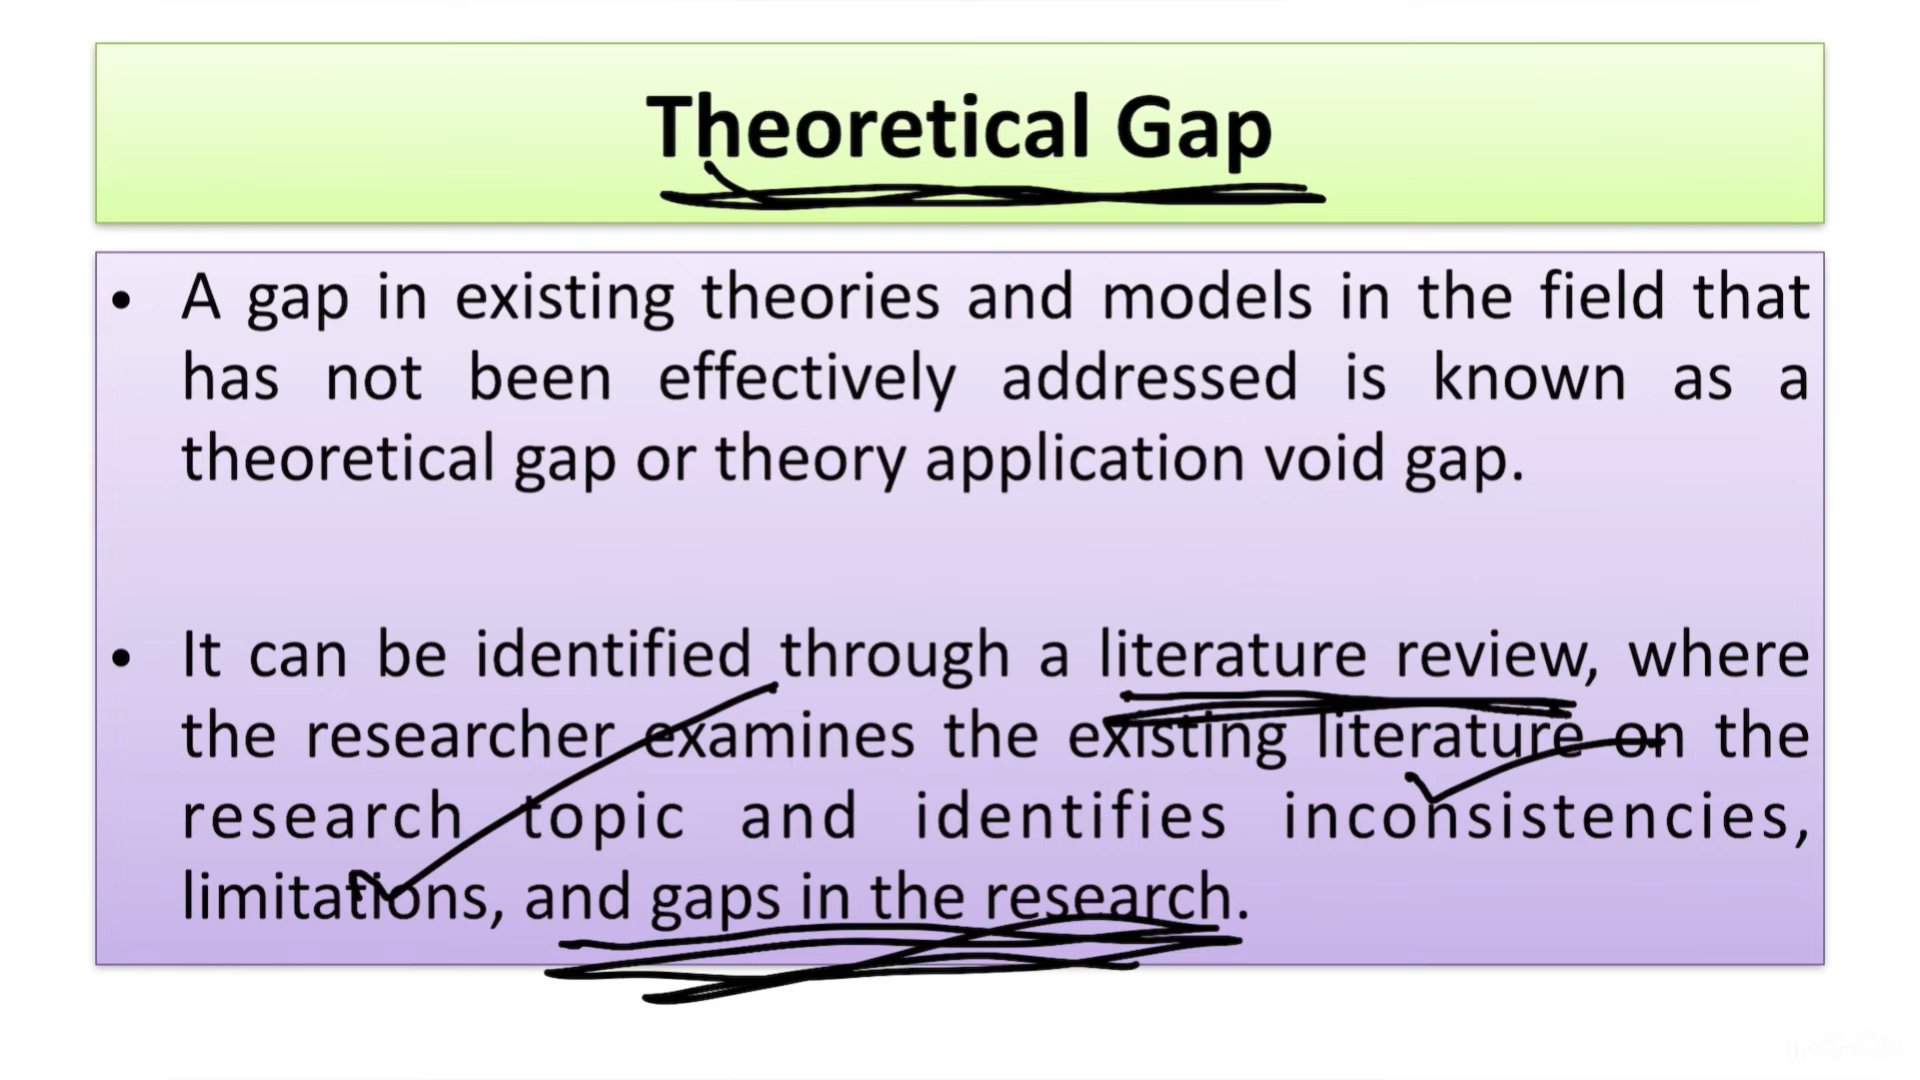 Theoretical Gap
• A gap in existing theories and models in the field that
has not been effectively addressed is known as a
theoretical gap or theory application void gap.
• It can be identified through a literature review, where
the researcher examines the existing literature on the
research topic and identifies inconsistencies,
limitations, and gaps in the research.